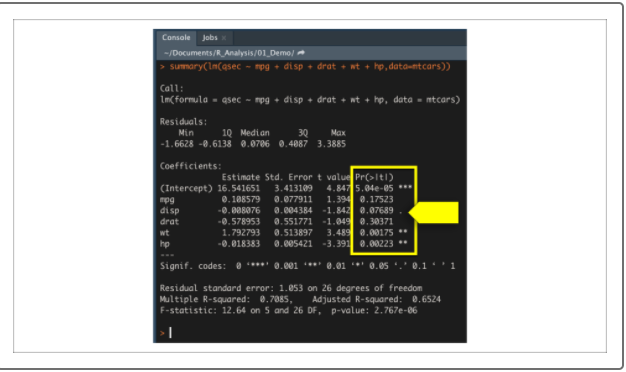 Console Jobs ×
~/Documents/R_Analysis/01_Demo/
> summary(lm(qsec ~ mpg + disp + drat + wt + hp,data=mtcars))
Call:
lm(formula = qsec ~ mpg + disp + drat + wt + hp, data = mtcars)
Residuals:
Min 1Q Median 3Q Max
-1.6628 -0.6138 0.0706 0.4087 3.3885
Coefficients:
Estimate Std. Error t value Pr(>|t|)
(Intercept) 16.541651 3.413109 4.847 5.04e-05 ***
mpg 0.108579 0.077911 1.394 0.17523
disp -0.008076 0.004384 -1.842 0.07689 .
drat -0.578953 0.551771 -1.049 0.30371
wt 1.792793 0.513897 3.489 0.00175 **
hp -0.018383 0.005421 -3.391 0.00223 **
---
Signif. codes: 0 ‘***’ 0.001 ‘**’ 0.01 ‘*’ 0.05 ‘.’ 0.1 ‘ ’ 1
Residual standard error: 1.053 on 26 degrees of freedom
Multiple R-squared: 0.7085, Adjusted R-squared: 0.6524
F-statistic: 12.64 on 5 and 26 DF, p-value: 2.767e-06
>